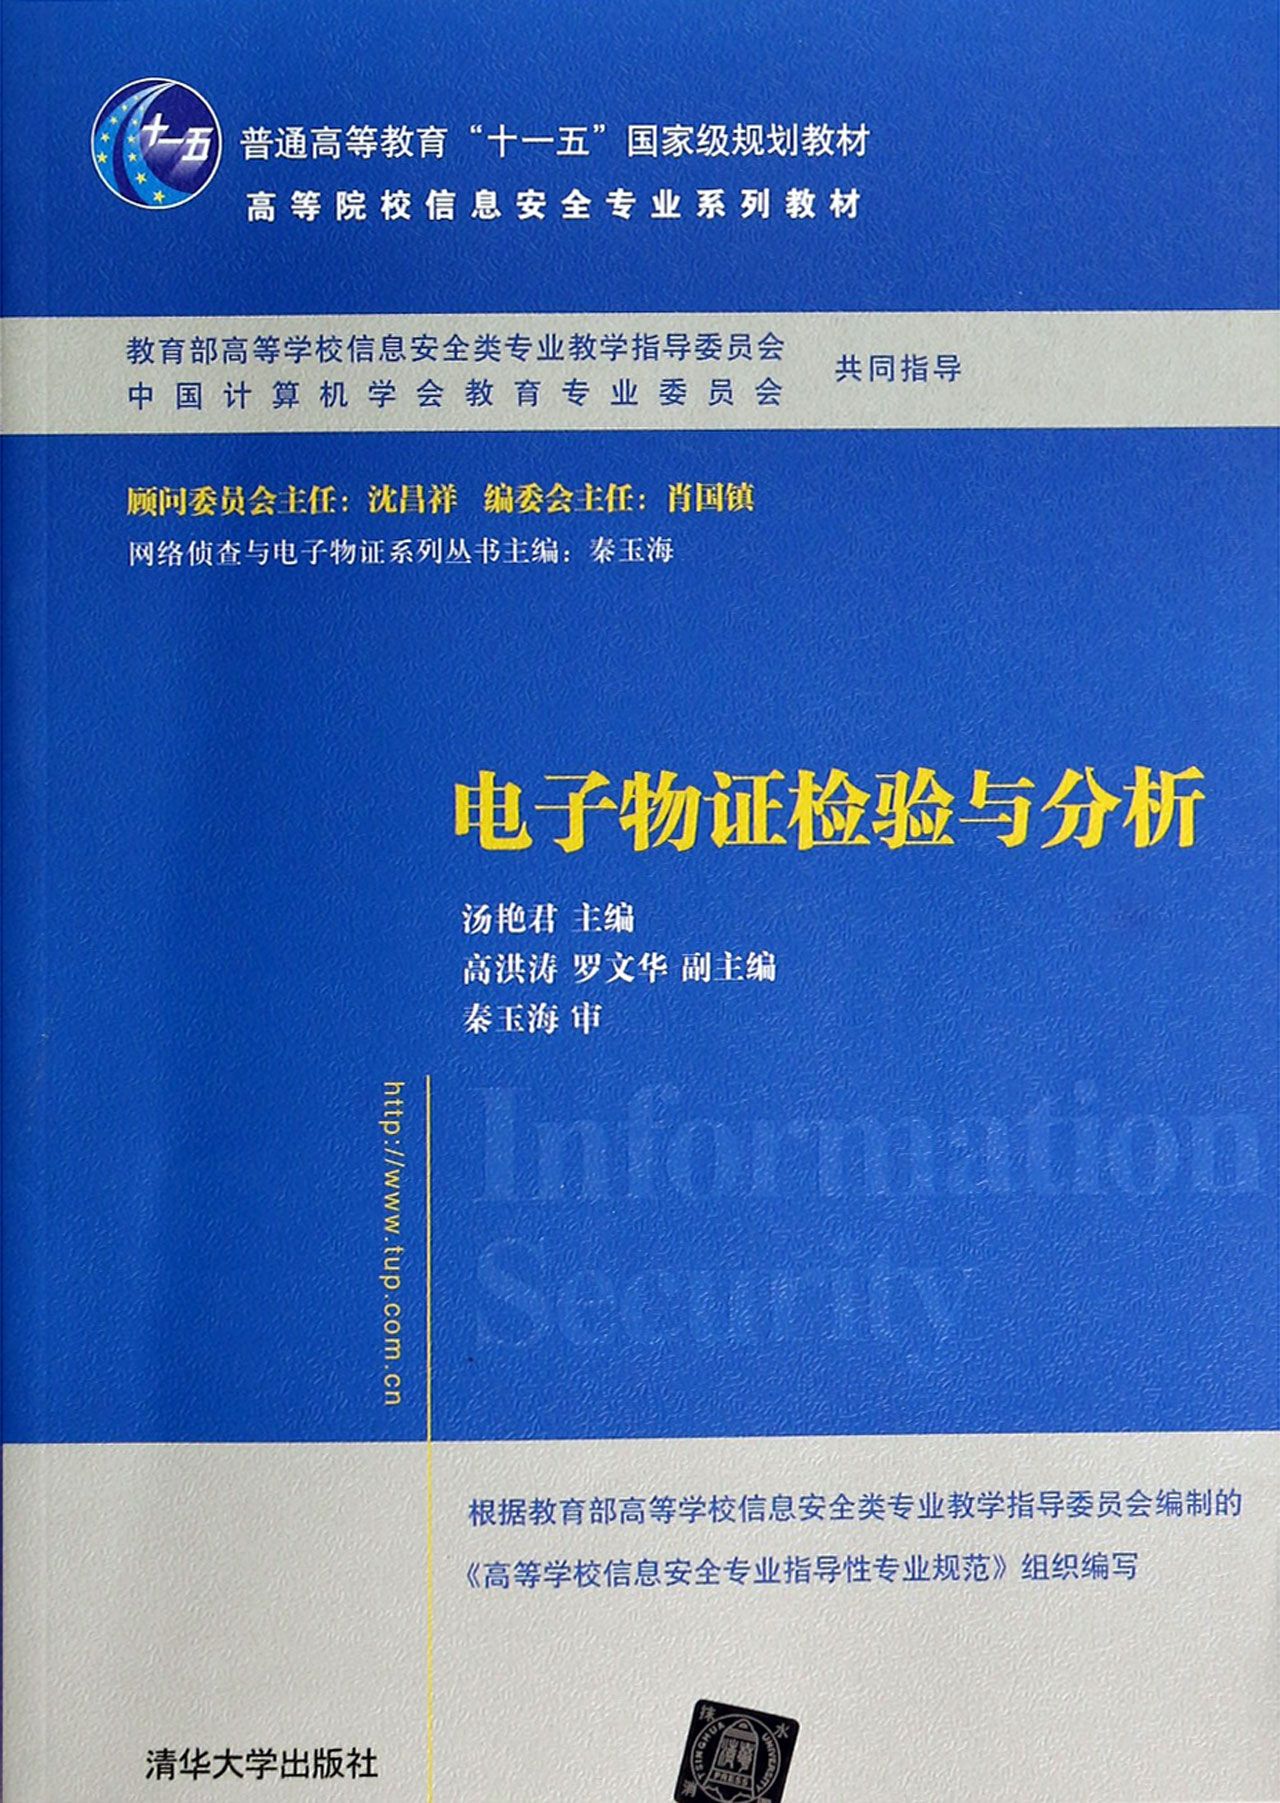 十一五
普通高等教育“十一五”国家级规划教材
高等院校信息安全专业系列教材
教育部高等学校信息安全类专业教学指导委员会
中国计算机学会教育专业委员会
共同指导
顾问委员会主任：沈昌祥 编委会主任：肖国镇
网络侦查与电子物证系列丛书主编：秦玉海
电子物证检验与分析
汤艳君 主编
高洪涛 罗文华 副主编
秦玉海 审
http://www.tup.com.cn
Information
Security
根据教育部高等学校信息安全类专业教学指导委员会编制的
《高等学校信息安全专业指导性专业规范》组织编写
清华大学出版社
TSINGHUA UNIVERSITY
PRESS